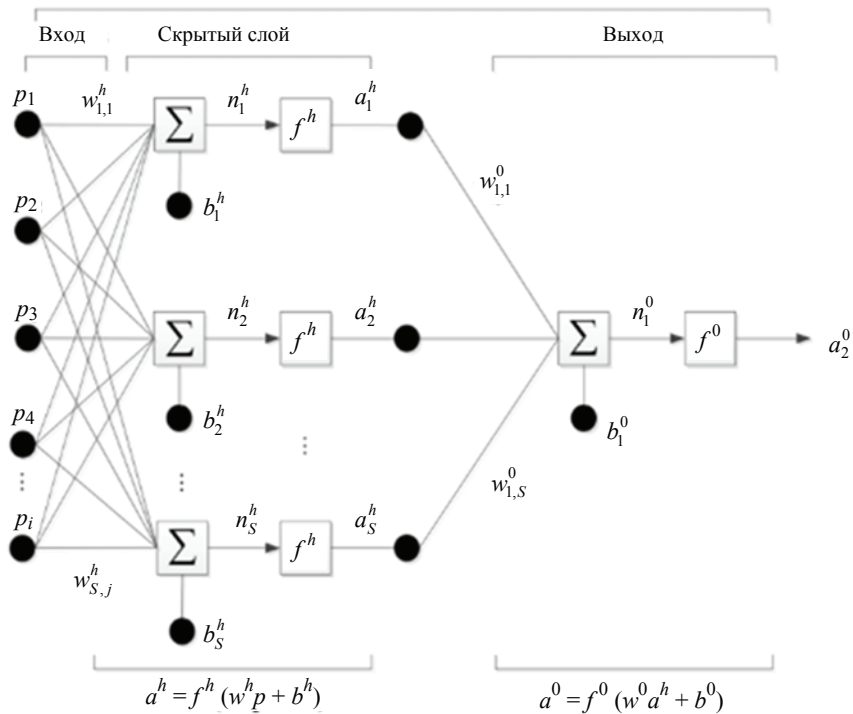 Вход Скрытый слой Выход
p₁ w^h_{1,1} n^h_1 a^h_1
Σ f^h
b^h_1
w^0_{1,1}
p₂
p₃ n^h_2 a^h_2 n^0_1
Σ f^h Σ f^0 a^0_2
b^h_2
b^0_1
p₄
⋮ ⋮ ⋮
w^0_{1,S}
p_i n^h_S a^h_S
Σ f^h
w^h_{S,j}
b^h_S
a^h = f^h (w^h p + b^h) a^0 = f^0 (w^0 a^h + b^0)